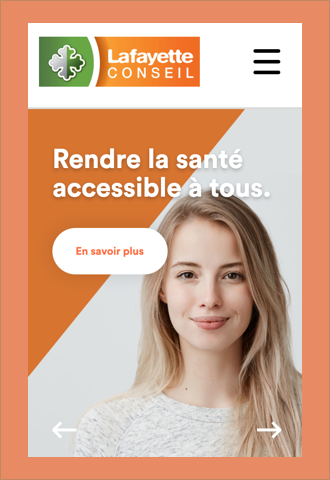 Lafayette
CONSEIL
Rendre la santé
accessible à tous.
En savoir plus